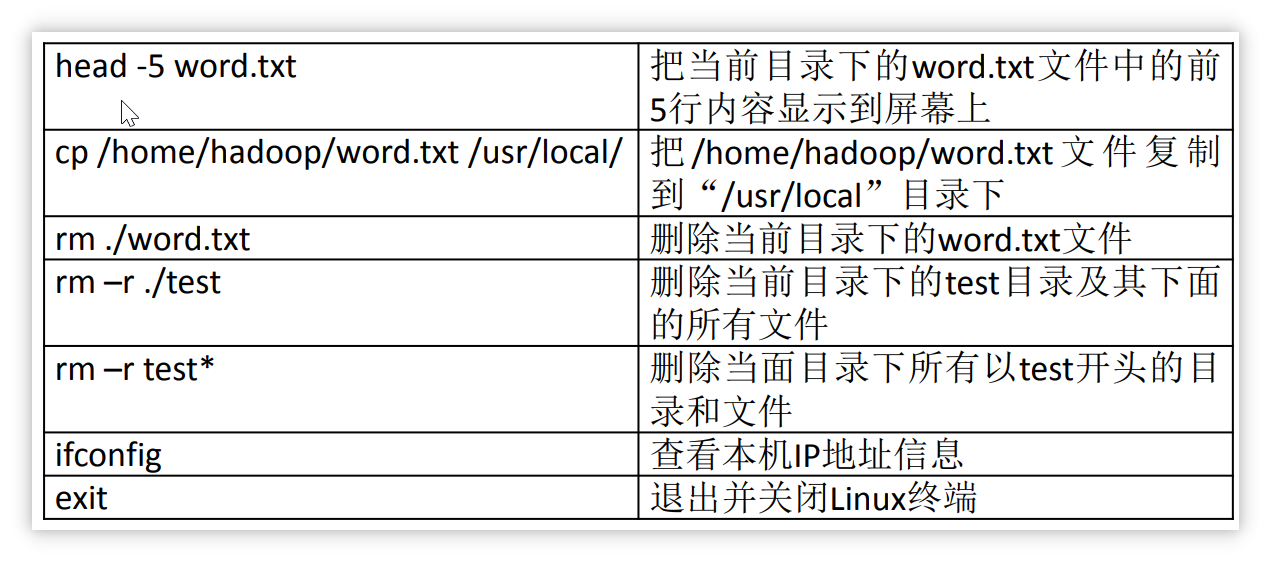 head -5 word.txt
把当前目录下的word.txt文件中的前
5行内容显示到屏幕上
cp /home/hadoop/word.txt /usr/local/
把/home/hadoop/word.txt文件复制
到“/usr/local”目录下
rm ./word.txt
删除当前目录下的word.txt文件
rm –r ./test
删除当前目录下的test目录及其下面
的所有文件
rm –r test*
删除当面目录下所有以test开头的目
录和文件
ifconfig
查看本机IP地址信息
exit
退出并关闭Linux终端